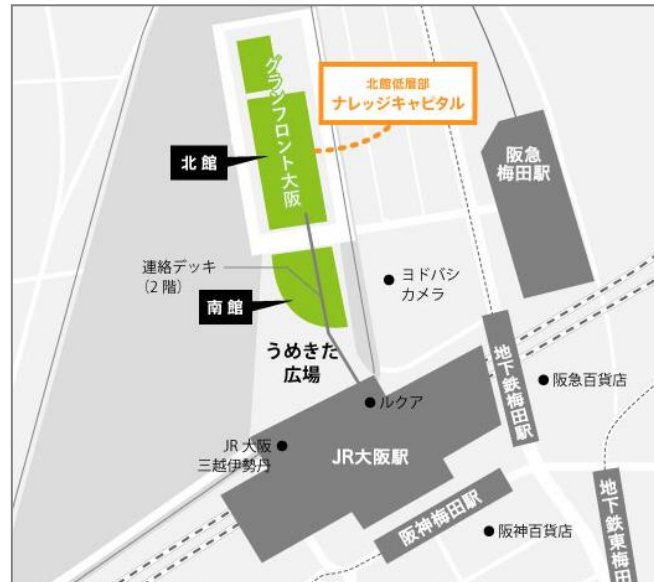 グランフロント大阪
北館低層部
ナレッジキャピタル
北館
阪急
梅田駅
連絡デッキ
（2 階）
南館
ヨドバシ
カメラ
うめきた
広場
地下鉄梅田駅
阪急百貨店
ルクア
JR 大阪
三越伊勢丹
JR大阪駅
阪神梅田駅
阪神百貨店
地下鉄東梅田